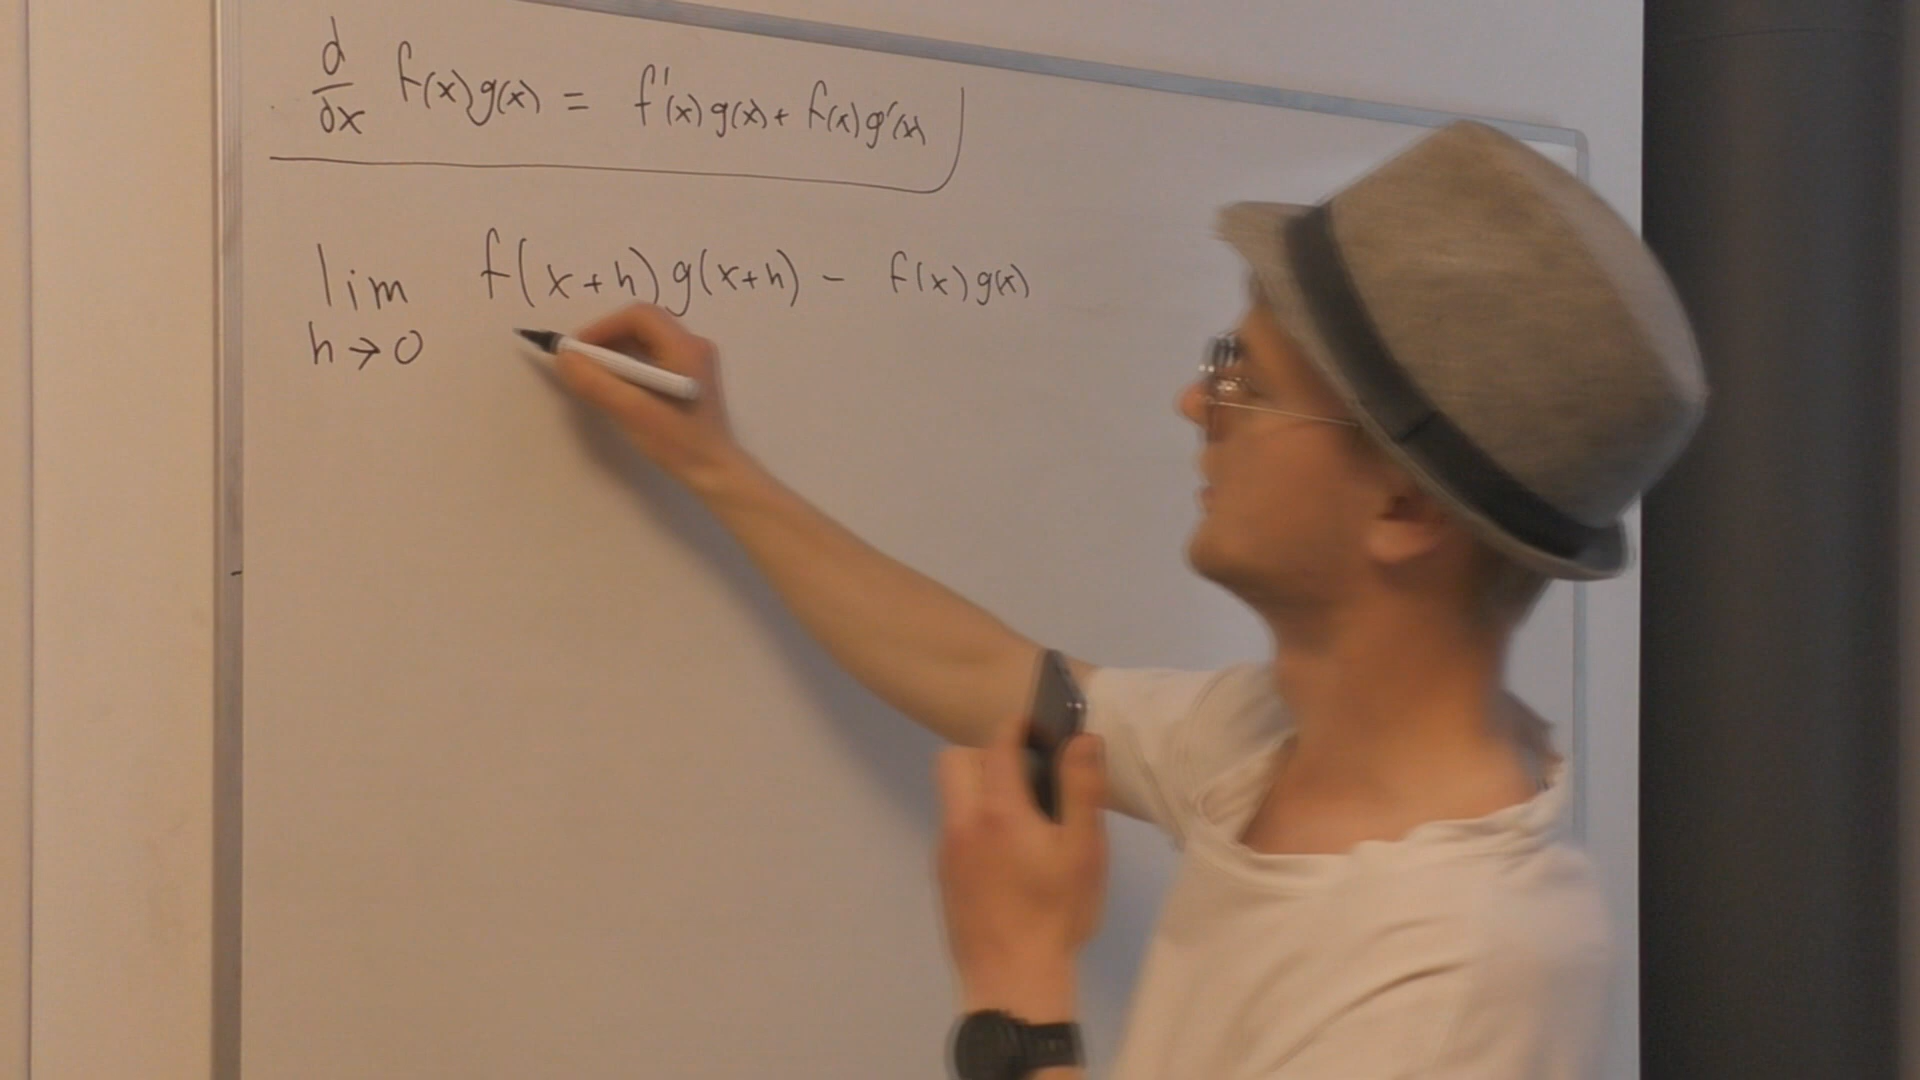 d/dx f(x)g(x) = f'(x)g(x) + f(x)g'(x)
lim f(x+h)g(x+h) - f(x)g(x)
h→0